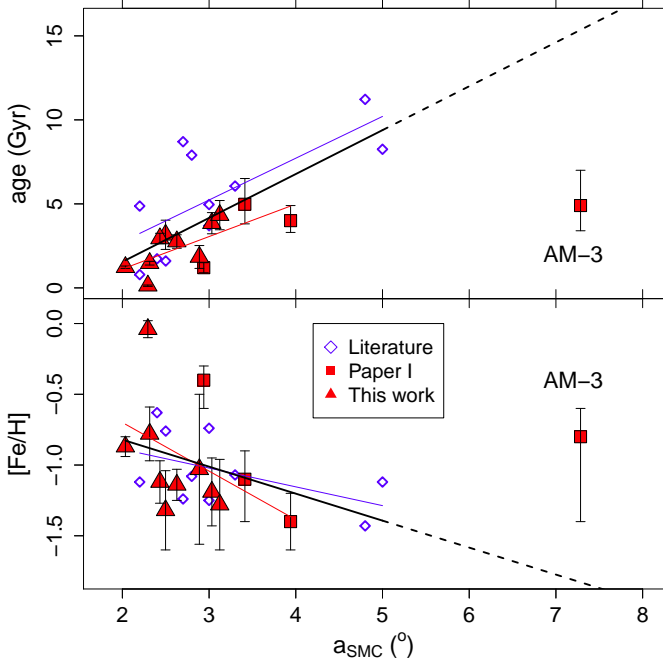 15
10
5
0
age (Gyr)
AM−3
0.0
−0.5
−1.0
−1.5
[Fe/H]
Literature
Paper I
This work
AM−3
2 3 4 5 6 7 8
a_SMC (°)